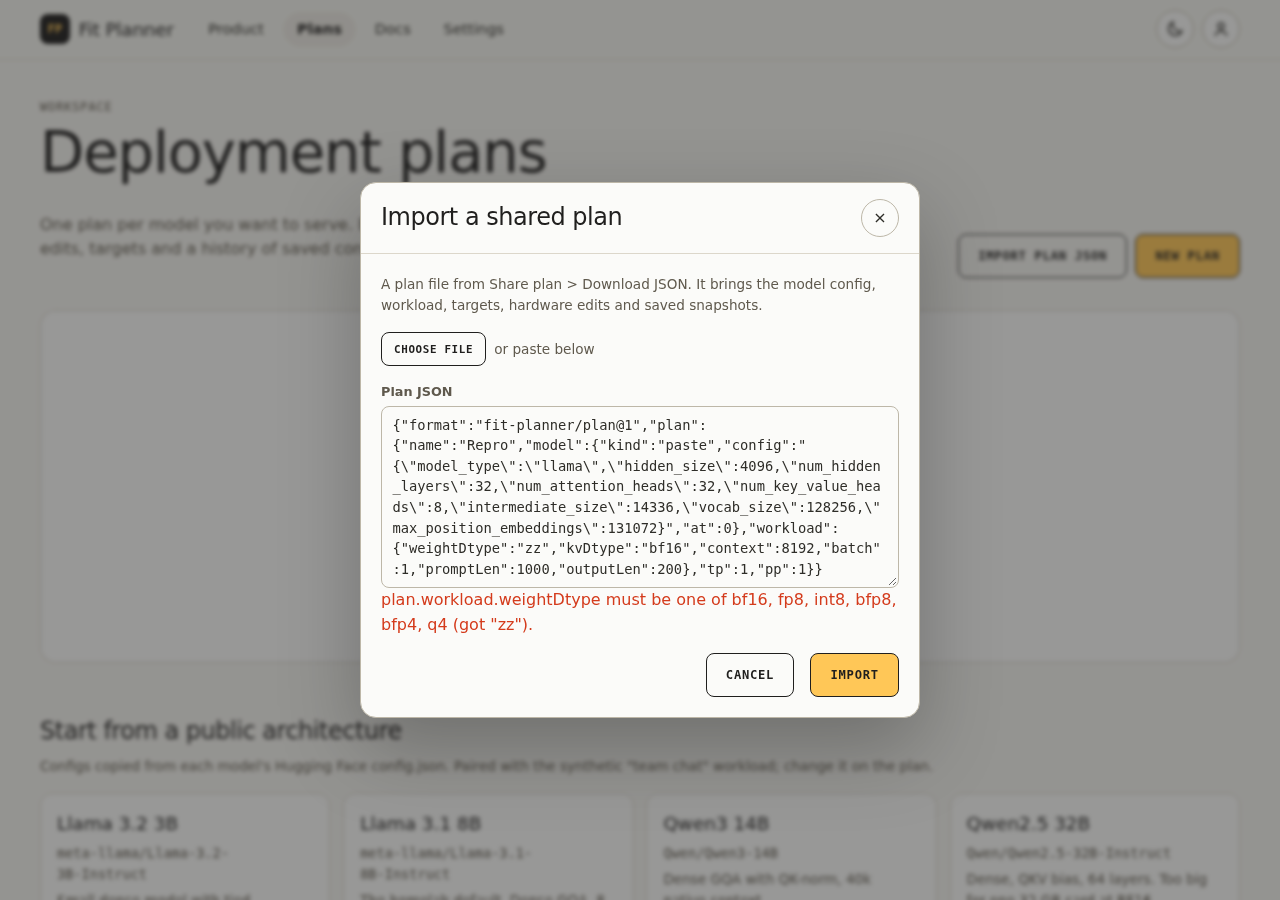 FP Fit Planner Product Plans Docs Settings
WORKSPACE
Deployment plans
One plan per model you want to serve.
edits, targets and a history of saved
IMPORT PLAN JSON NEW PLAN
Import a shared plan
A plan file from Share plan > Download JSON. It brings the model config,
workload, targets, hardware edits and saved snapshots.
CHOOSE FILE or paste below
Plan JSON
{"format":"fit-planner/plan@1","plan":
{"name":"Repro","model":{"kind":"paste","config":"
{\"model_type\":\"llama\",\"hidden_size\":4096,\"num_hidden
_layers\":32,\"num_attention_heads\":32,\"num_key_value_hea
ds\":8,\"intermediate_size\":14336,\"vocab_size\":128256,\"
max_position_embeddings\":131072}","at":0},"workload":
{"weightDtype":"zz","kvDtype":"bf16","context":8192,"batch"
:1,"promptLen":1000,"outputLen":200},"tp":1,"pp":1}}
plan.workload.weightDtype must be one of bf16, fp8, int8, bfp8,
bfp4, q4 (got "zz").
CANCEL IMPORT
Start from a public architecture
Configs copied from each model's Hugging Face config.json. Paired with the synthetic "team chat" workload; change it on the plan.
Llama 3.2 3B
meta-llama/Llama-3.2-
3B-Instruct
Llama 3.1 8B
meta-llama/Llama-3.1-
8B-Instruct
Qwen3 14B
Qwen/Qwen3-14B
Dense GQA with QK-norm, 40k
Qwen2.5 32B
Qwen/Qwen2.5-32B-Instruct
Dense, QKV bias, 64 layers. Too big